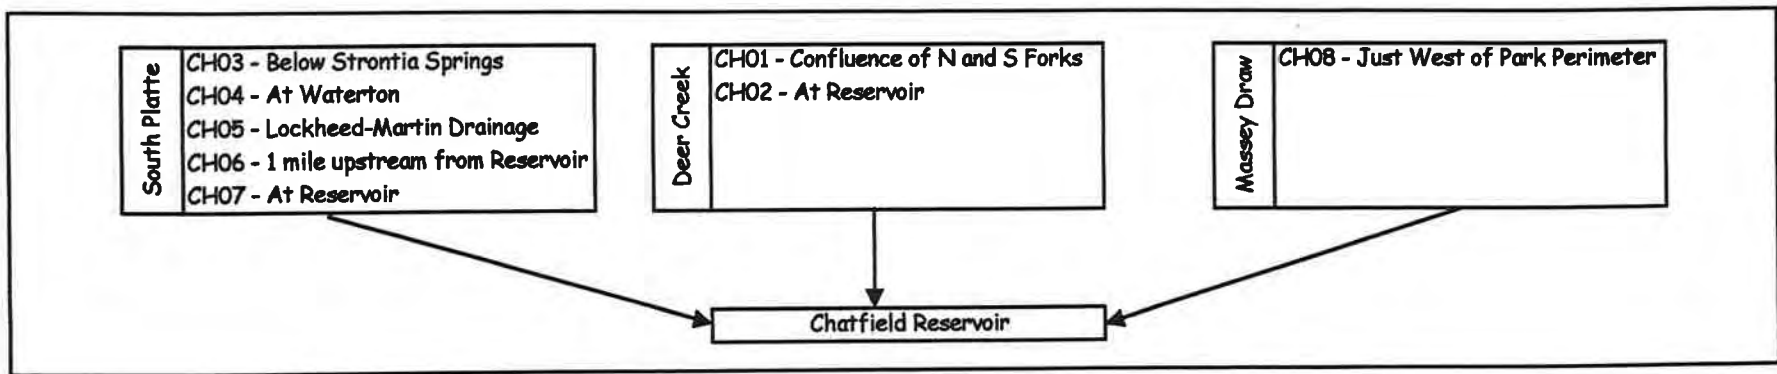 South Platte
CH03 - Below Strontia Springs
CH04 - At Waterton
CH05 - Lockheed-Martin Drainage
CH06 - 1 mile upstream from Reservoir
CH07 - At Reservoir
Deer Creek
CH01 - Confluence of N and S Forks
CH02 - At Reservoir
Massey Draw
CH08 - Just West of Park Perimeter
Chatfield Reservoir